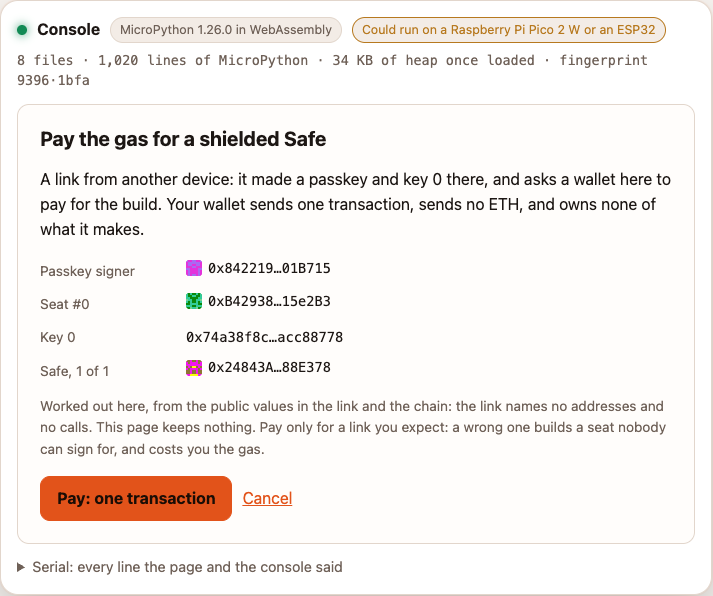 Console
MicroPython 1.26.0 in WebAssembly
Could run on a Raspberry Pi Pico 2 W or an ESP32
8 files · 1,020 lines of MicroPython · 34 KB of heap once loaded · fingerprint
9396·1bfa
Pay the gas for a shielded Safe
A link from another device: it made a passkey and key 0 there, and asks a wallet here to
pay for the build. Your wallet sends one transaction, sends no ETH, and owns none of
what it makes.
Passkey signer 0x842219…01B715
Seat #0 0xB42938…15e2B3
Key 0 0x74a38f8c…acc88778
Safe, 1 of 1 0x24843A…88E378
Worked out here, from the public values in the link and the chain: the link names no addresses and
no calls. This page keeps nothing. Pay only for a link you expect: a wrong one builds a seat nobody
can sign for, and costs you the gas.
Pay: one transaction Cancel
Serial: every line the page and the console said